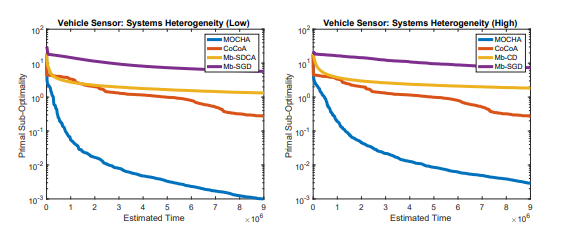 Vehicle Sensor: Systems Heterogeneity (Low)
Primal Sub-Optimality
10^2
10^1
10^0
10^-1
10^-2
10^-3
MOCHA
CoCoA
Mb-SDCA
Mb-SGD
0 1 2 3 4 5 6 7 8 9
Estimated Time
×10^6
Vehicle Sensor: Systems Heterogeneity (High)
Primal Sub-Optimality
10^2
10^1
10^0
10^-1
10^-2
10^-3
MOCHA
CoCoA
Mb-CD
Mb-SGD
0 1 2 3 4 5 6 7 8 9
Estimated Time
×10^6